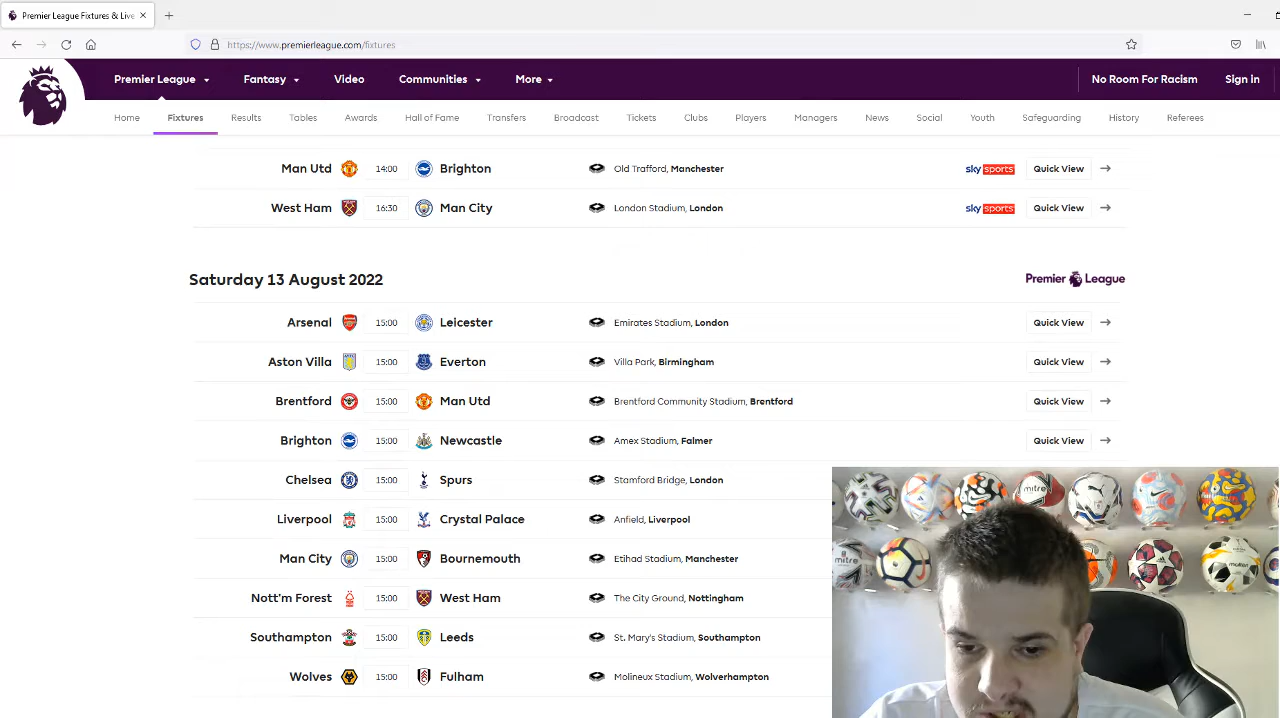 Premier League Fixtures & Live
https://www.premierleague.com/fixtures
Premier League Fantasy Video Communities More No Room For Racism Sign in
Home Fixtures Results Tables Awards Hall of Fame Transfers Broadcast Tickets Clubs Players Managers News Social Youth Safeguarding History Referees
Man Utd 14:00 Brighton Old Trafford, Manchester sky sports Quick View
West Ham 16:30 Man City London Stadium, London sky sports Quick View
Saturday 13 August 2022 Premier League
Arsenal 15:00 Leicester Emirates Stadium, London Quick View
Aston Villa 15:00 Everton Villa Park, Birmingham Quick View
Brentford 15:00 Man Utd Brentford Community Stadium, Brentford Quick View
Brighton 15:00 Newcastle Amex Stadium, Falmer Quick View
Chelsea 15:00 Spurs Stamford Bridge, London
Liverpool 15:00 Crystal Palace Anfield, Liverpool
Man City 15:00 Bournemouth Etihad Stadium, Manchester
Nott'm Forest 15:00 West Ham The City Ground, Nottingham
Southampton 15:00 Leeds St. Mary's Stadium, Southampton
Wolves 15:00 Fulham Molineux Stadium, Wolverhampton
mitre
mitre
molten